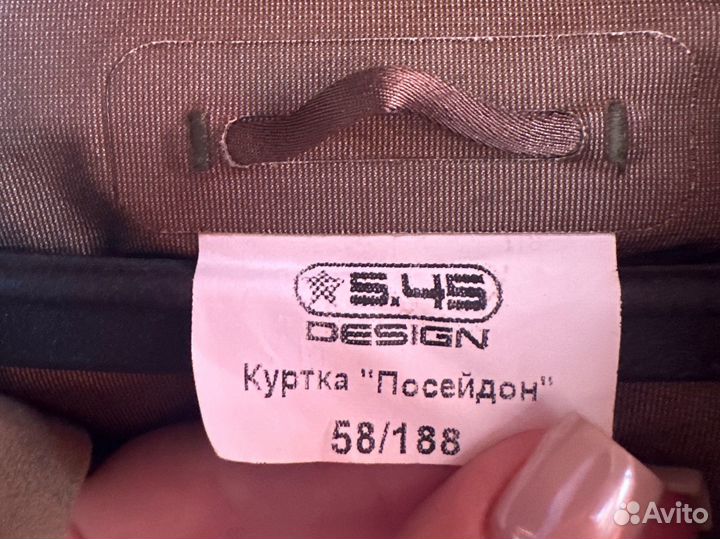 5.45
DESIGN
Куртка "Посейдон"
58/188
Avito